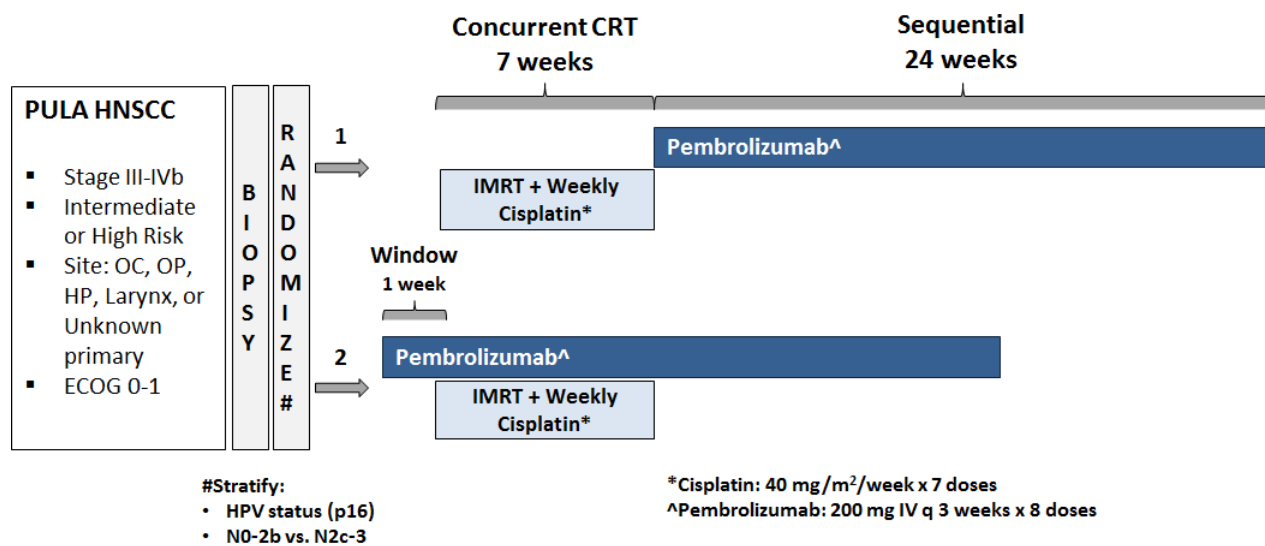 PULA HNSCC
▪ Stage III-IVb
▪ Intermediate
or High Risk
▪ Site: OC, OP,
HP, Larynx, or
Unknown
primary
▪ ECOG 0-1
BIOPSY
RANDOMIZE#
Concurrent CRT
7 weeks
Sequential
24 weeks
1
Pembrolizumab^
IMRT + Weekly
Cisplatin*
Window
1 week
2
Pembrolizumab^
IMRT + Weekly
Cisplatin*
#Stratify:
• HPV status (p16)
• N0-2b vs. N2c-3
*Cisplatin: 40 mg/m²/week x 7 doses
^Pembrolizumab: 200 mg IV q 3 weeks x 8 doses